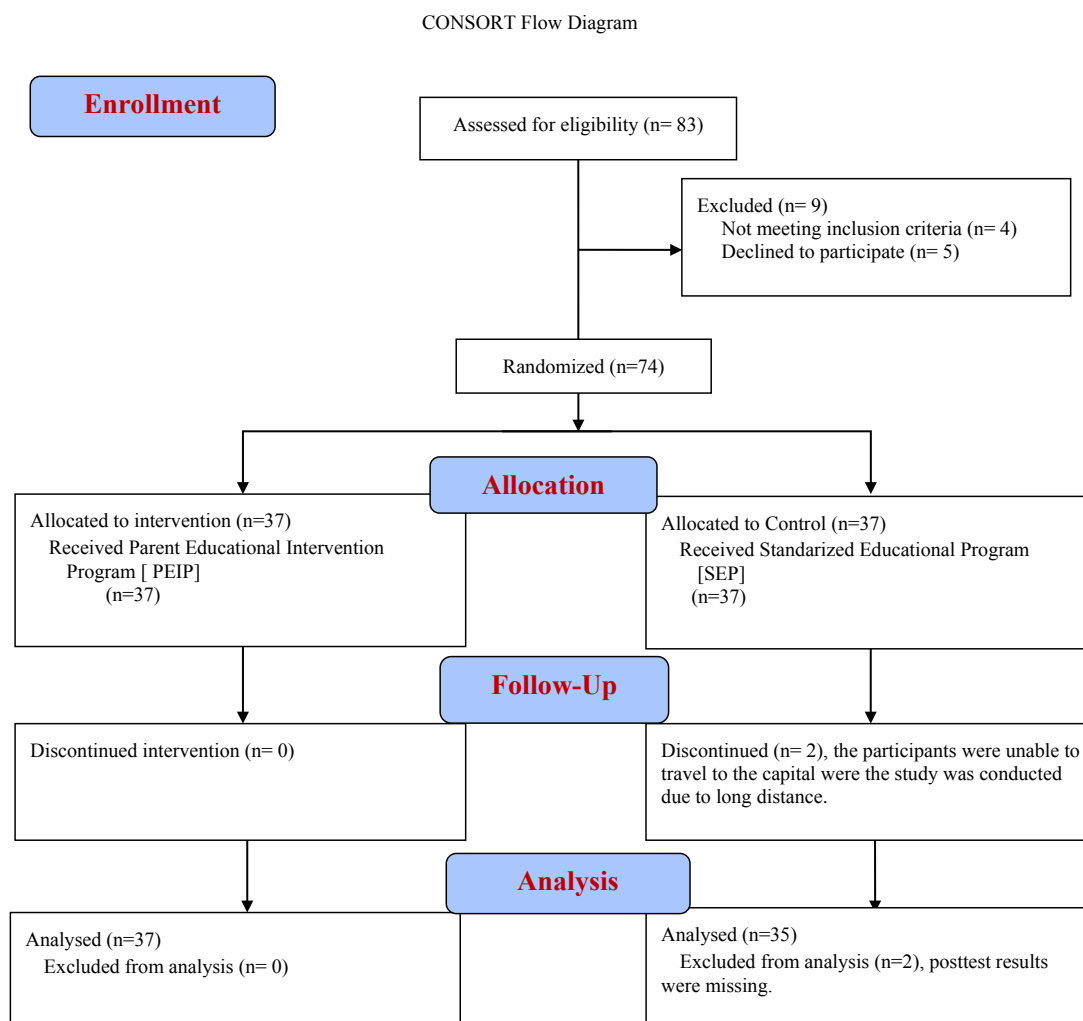 CONSORT Flow Diagram
Enrollment
Assessed for eligibility (n= 83)
Excluded (n= 9)
Not meeting inclusion criteria (n= 4)
Declined to participate (n= 5)
Randomized (n=74)
Allocation
Allocated to intervention (n=37)
Received Parent Educational Intervention
Program [ PEIP]
(n=37)
Allocated to Control (n=37)
Received Standarized Educational Program
[SEP]
(n=37)
Follow-Up
Discontinued intervention (n= 0)
Discontinued (n= 2), the participants were unable to
travel to the capital were the study was conducted
due to long distance.
Analysis
Analysed (n=37)
Excluded from analysis (n= 0)
Analysed (n=35)
Excluded from analysis (n=2), posttest results
were missing.